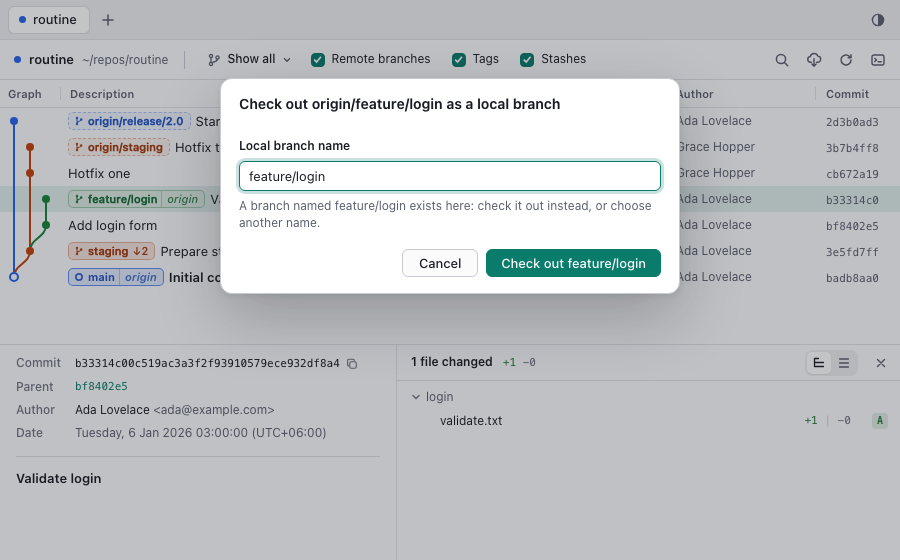 routine
routine ~/repos/routine Show all Remote branches Tags Stashes
Graph Description Author Commit
origin/release/2.0 Ada Lovelace 2d3b0ad3
origin/staging Hotfix Grace Hopper 3b7b4ff8
Hotfix one Grace Hopper cb672a19
feature/login origin Ada Lovelace b33314c0
Add login form Ada Lovelace bf8402e5
staging ↓2 Prepare Ada Lovelace 3e5fd7ff
main origin Initial Ada Lovelace badb8aa0
Check out origin/feature/login as a local branch
Local branch name
feature/login
A branch named feature/login exists here: check it out instead, or choose
another name.
Cancel Check out feature/login
Commit b33314c00c519ac3a3f2f93910579ece932df8a4
Parent bf8402e5
Author Ada Lovelace <ada@example.com>
Date Tuesday, 6 Jan 2026 03:00:00 (UTC+06:00)
Validate login
1 file changed +1 −0
login
validate.txt +1 −0 A